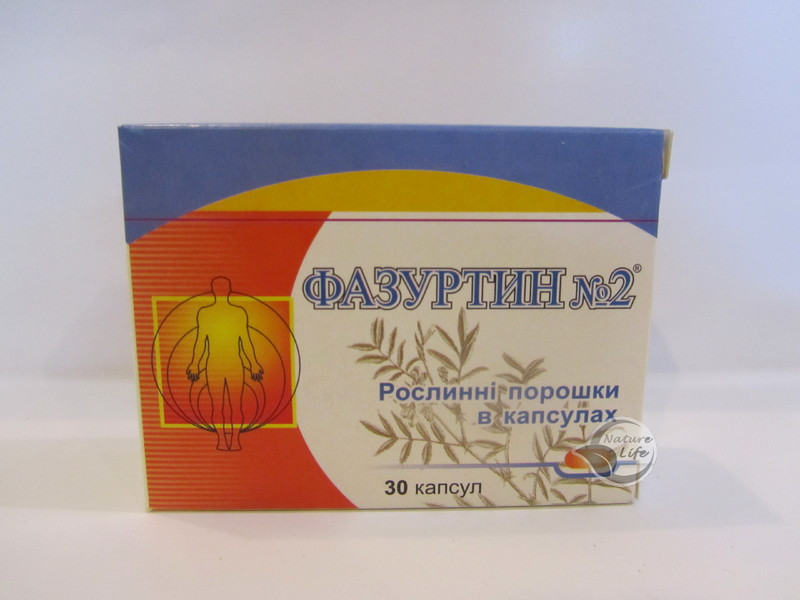 ФАЗУРТИН №2®
Рослинні порошки
в капсулах
Nature
Life
30 капсул